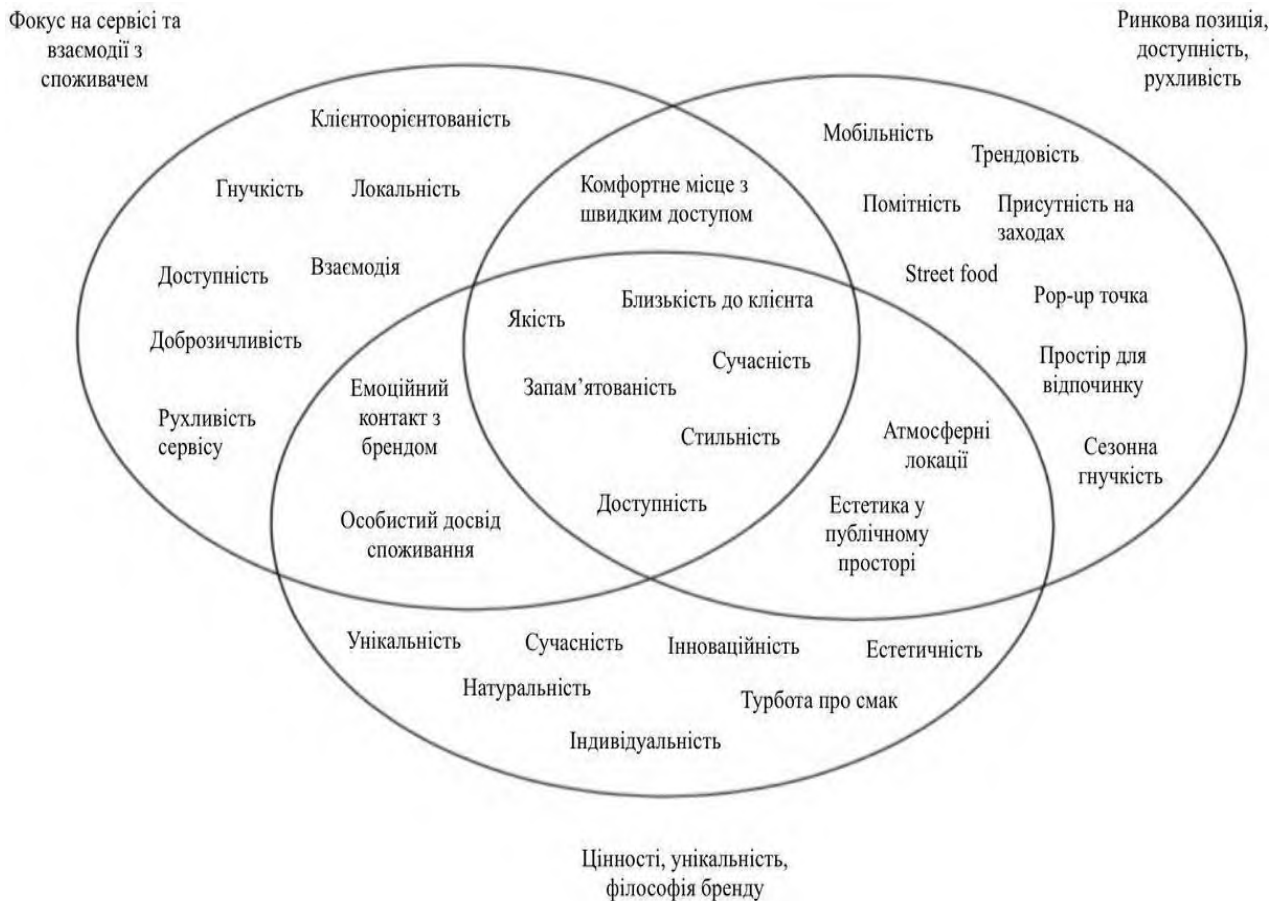 Фокус на сервісі та
взаємодії з
споживачем
Ринкова позиція,
доступність,
рухливість
Клієнтоорієнтованість
Гнучкість
Локальність
Доступність
Взаємодія
Доброзичливість
Рухливість
сервісу
Комфортне місце з
швидким доступом
Мобільність
Трендовість
Помітність
Присутність на
заходах
Street food
Pop-up точка
Простір для
відпочинку
Сезонна
гнучкість
Якість
Близькість до клієнта
Сучасність
Запам’ятованість
Стильність
Доступність
Емоційний
контакт з
брендом
Особистий досвід
споживання
Атмосферні
локації
Естетика у
публічному
просторі
Унікальність
Сучасність
Інноваційність
Естетичність
Натуральність
Турбота про смак
Індивідуальність
Цінності, унікальність,
філософія бренду